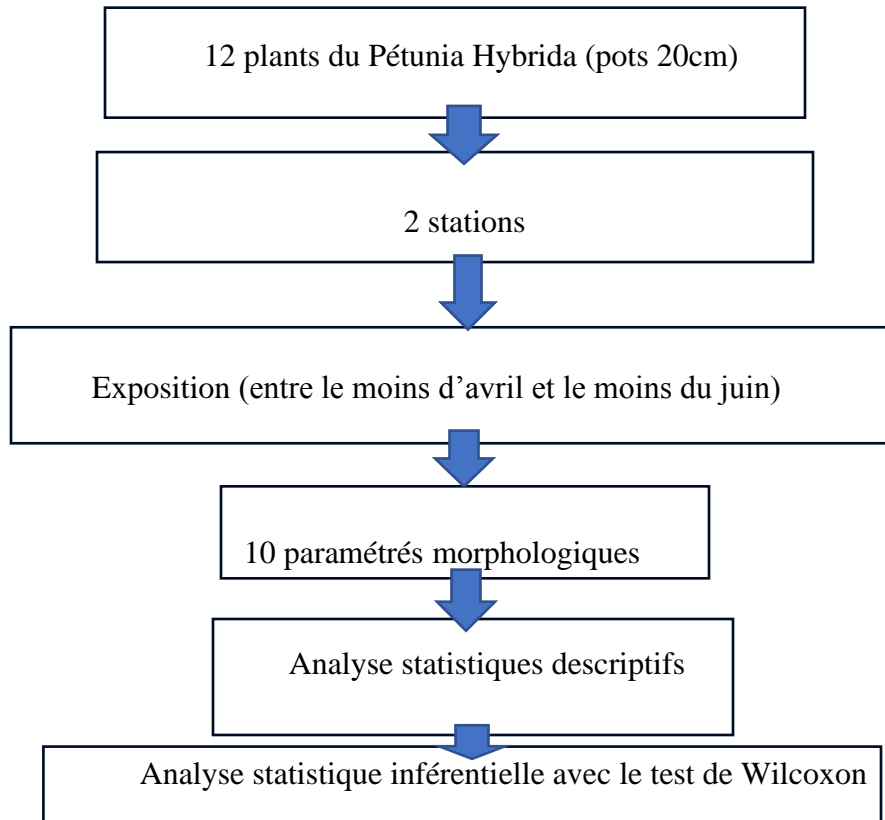 12 plants du Pétunia Hybrida (pots 20cm)
2 stations
Exposition (entre le moins d’avril et le moins du juin)
10 paramétrés morphologiques
Analyse statistiques descriptifs
Analyse statistique inférentielle avec le test de Wilcoxon